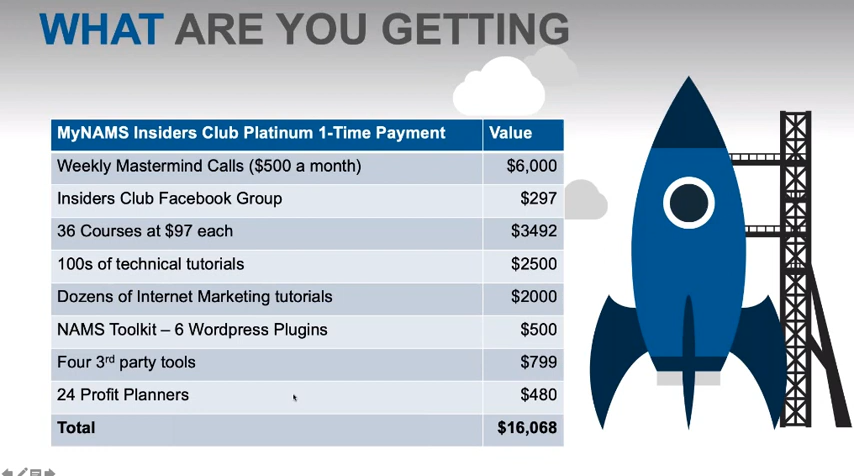 WHAT ARE YOU GETTING
MyNAMS Insiders Club Platinum 1-Time Payment Value
Weekly Mastermind Calls ($500 a month) $6,000
Insiders Club Facebook Group $297
36 Courses at $97 each $3492
100s of technical tutorials $2500
Dozens of Internet Marketing tutorials $2000
NAMS Toolkit – 6 Wordpress Plugins $500
Four 3rd party tools $799
24 Profit Planners $480
Total $16,068